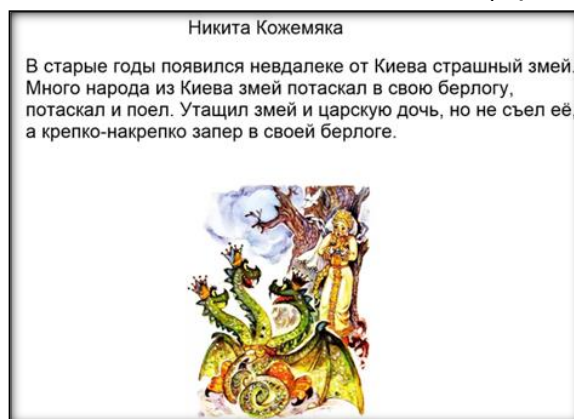 Никита Кожемяка
В старые годы появился невдалеке от Киева страшный змей.
Много народа из Киева змей потаскал в свою берлогу,
потаскал и поел. Утащил змей и царскую дочь, но не съел её,
а крепко-накрепко запер в своей берлоге.